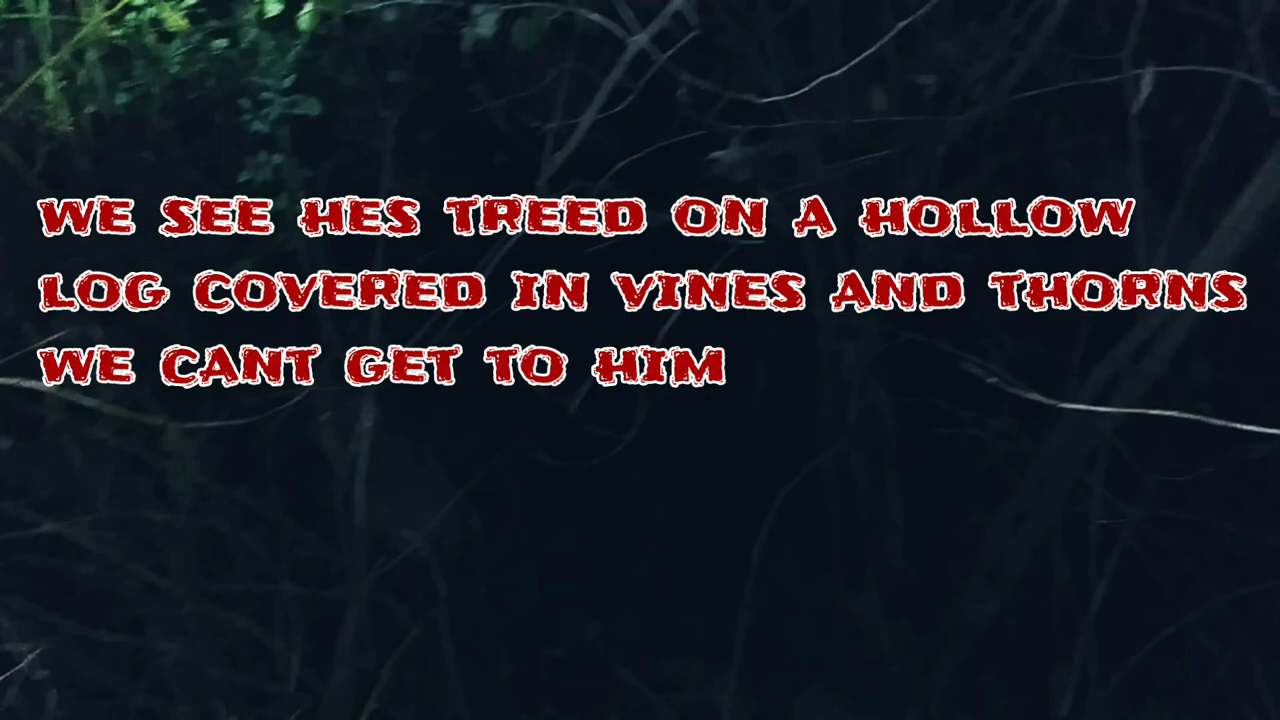 WE SEE HES TREED ON A HOLLOW
LOG COVERED IN VINES AND THORNS
WE CANT GET TO HIM